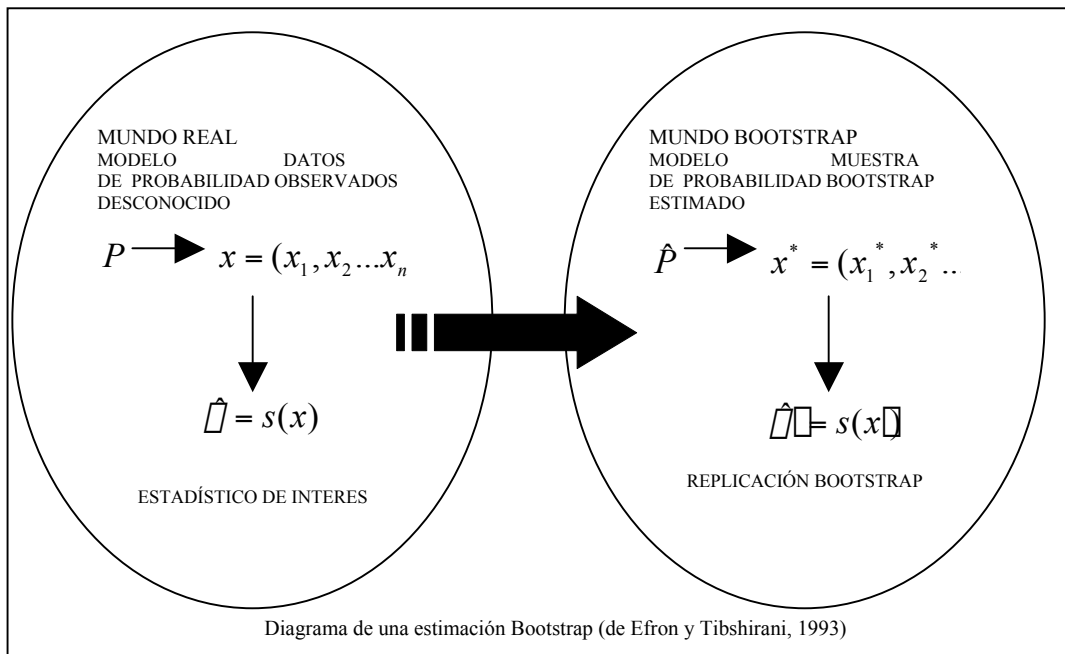 MUNDO REAL
MODELO DATOS
DE PROBABILIDAD OBSERVADOS
DESCONOCIDO
P x = (x₁, x₂ ...xₙ
^ = s(x)
ESTADÍSTICO DE INTERES
MUNDO BOOTSTRAP
MODELO MUESTRA
DE PROBABILIDAD BOOTSTRAP
ESTIMADO
P̂ x* = (x₁*, x₂* ...
^ = s(x )
REPLICACIÓN BOOTSTRAP
Diagrama de una estimación Bootstrap (de Efron y Tibshirani, 1993)